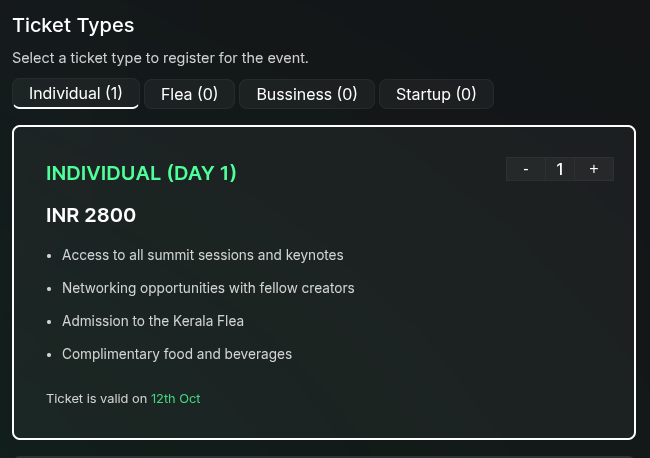 Ticket Types
Select a ticket type to register for the event.
Individual (1) Flea (0) Bussiness (0) Startup (0)
INDIVIDUAL (DAY 1) - 1 +
INR 2800
• Access to all summit sessions and keynotes
• Networking opportunities with fellow creators
• Admission to the Kerala Flea
• Complimentary food and beverages
Ticket is valid on 12th Oct